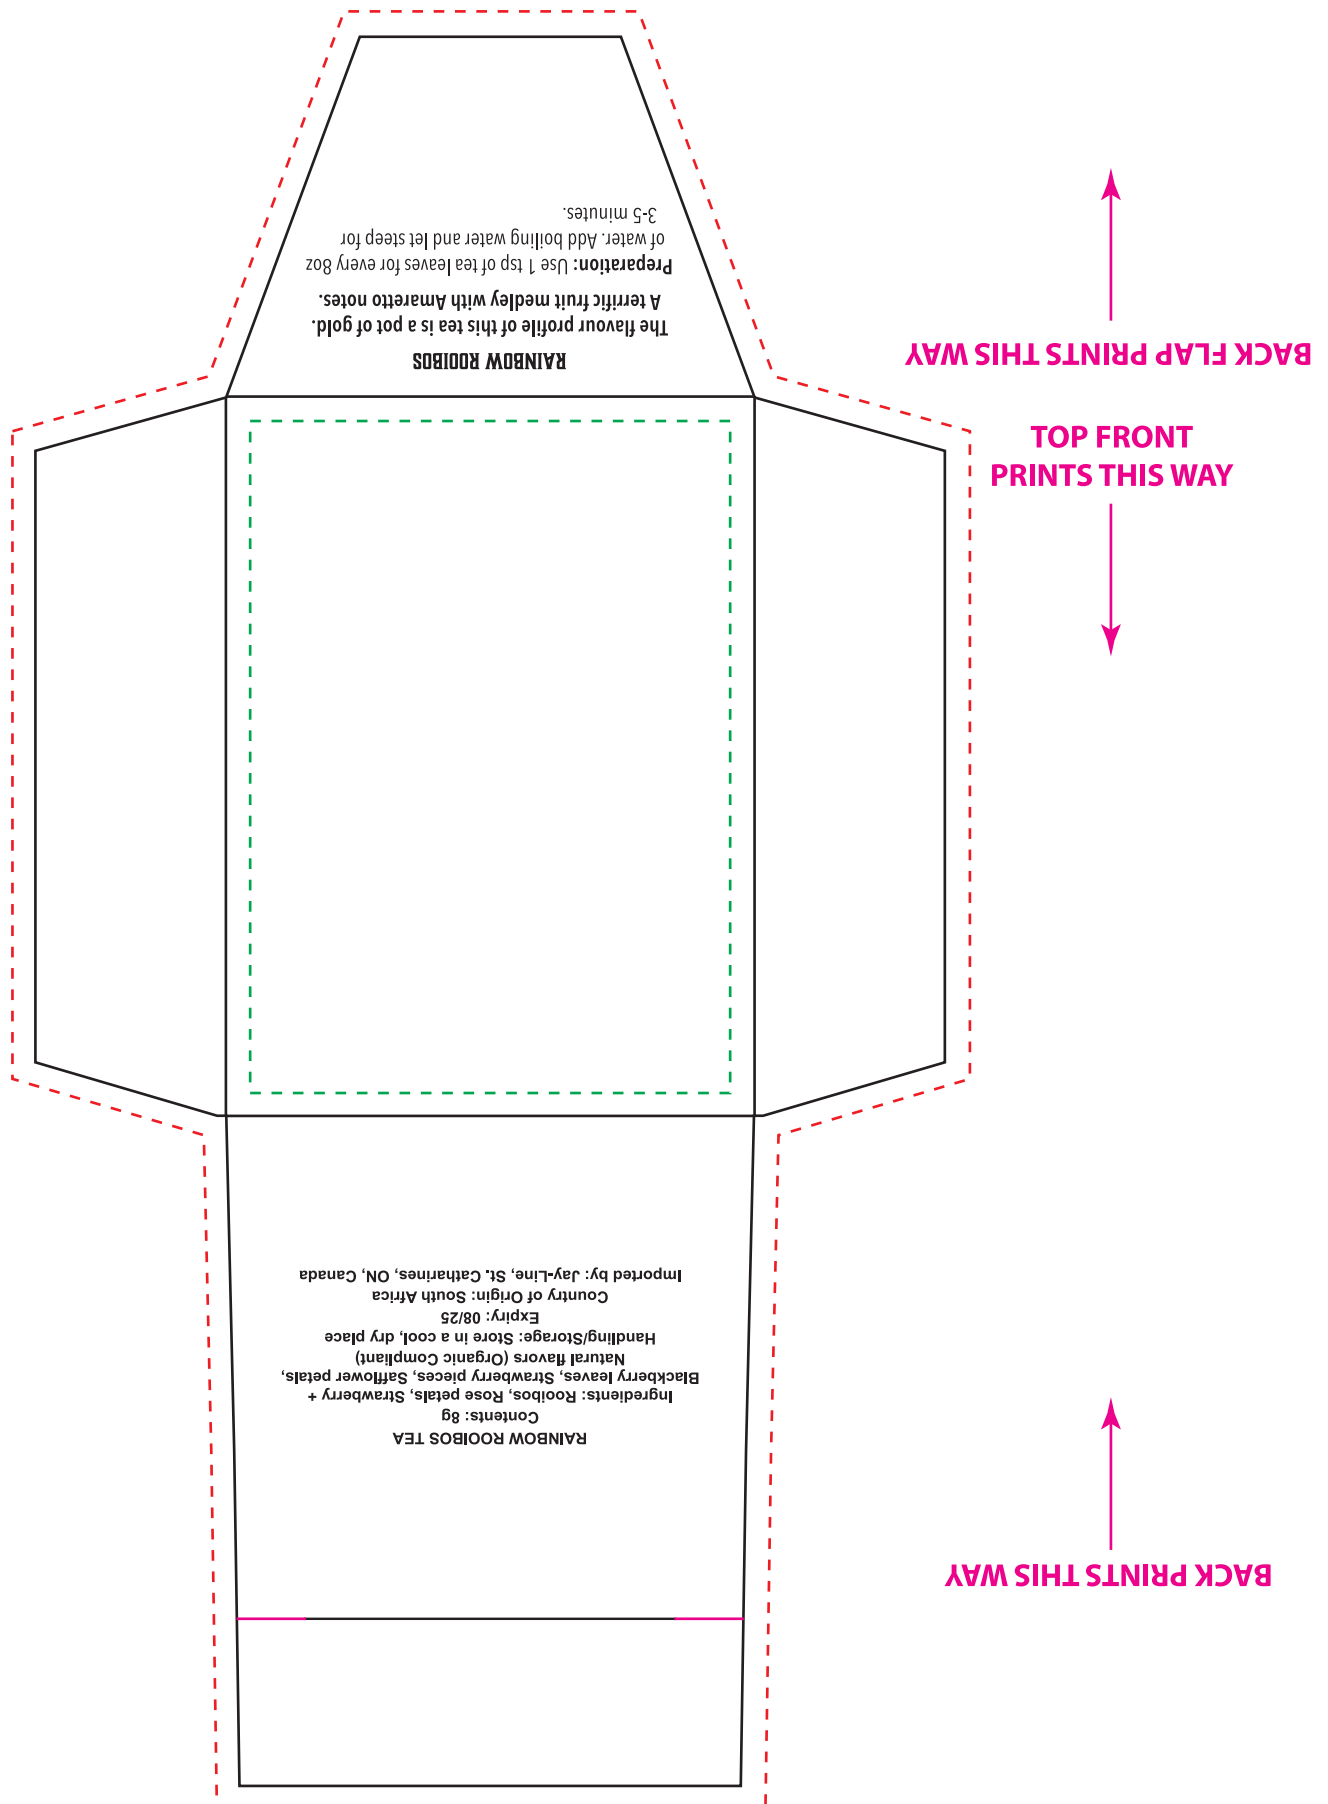 RAINBOW ROOIBOS
The flavour profile of this tea is a pot of gold.
A terrific fruit medley with Amaretto notes.
Preparation: Use 1 tsp of tea leaves for every 8oz
of water. Add boiling water and let steep for
3-5 minutes.
BACK FLAP PRINTS THIS WAY
TOP FRONT
PRINTS THIS WAY
RAINBOW ROOIBOS TEA
Contents: 8g
Ingredients: Rooibos, Rose petals, Strawberry +
Blackberry leaves, Strawberry pieces, Safflower petals,
Natural flavors (Organic Compliant)
Handling/Storage: Store in a cool, dry place
Expiry: 08/25
Country of Origin: South Africa
Imported by: Jay-Line, St. Catharines, ON, Canada
BACK PRINTS THIS WAY